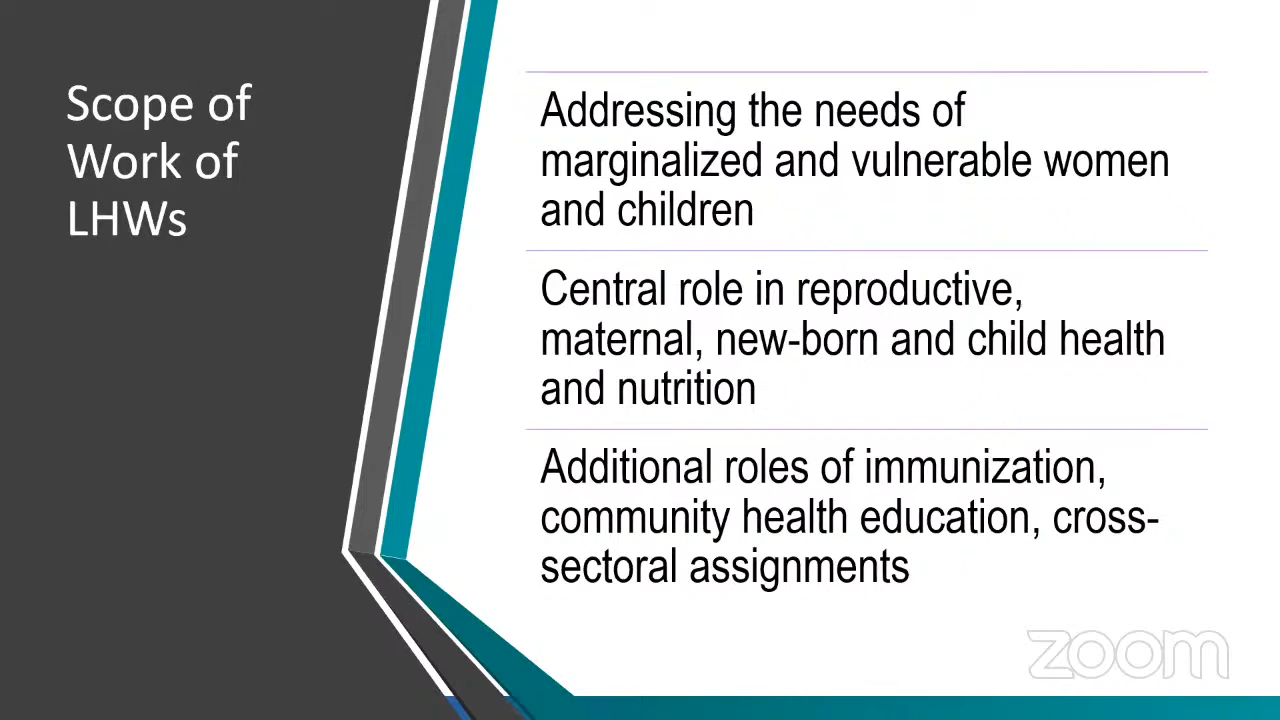 Scope of
Work of
LHWs
Addressing the needs of
marginalized and vulnerable women
and children
Central role in reproductive,
maternal, new-born and child health
and nutrition
Additional roles of immunization,
community health education, cross-
sectoral assignments
zoom